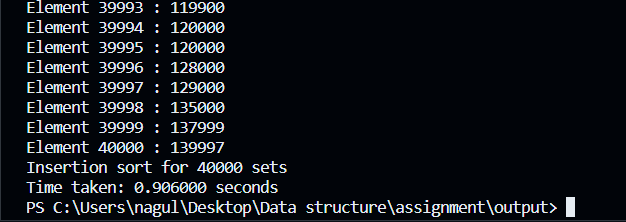 Element 39993 : 119900
Element 39994 : 120000
Element 39995 : 120000
Element 39996 : 128000
Element 39997 : 129000
Element 39998 : 135000
Element 39999 : 137999
Element 40000 : 139997
Insertion sort for 40000 sets
Time taken: 0.906000 seconds
PS C:\Users\nagul\Desktop\Data structure\assignment\output>